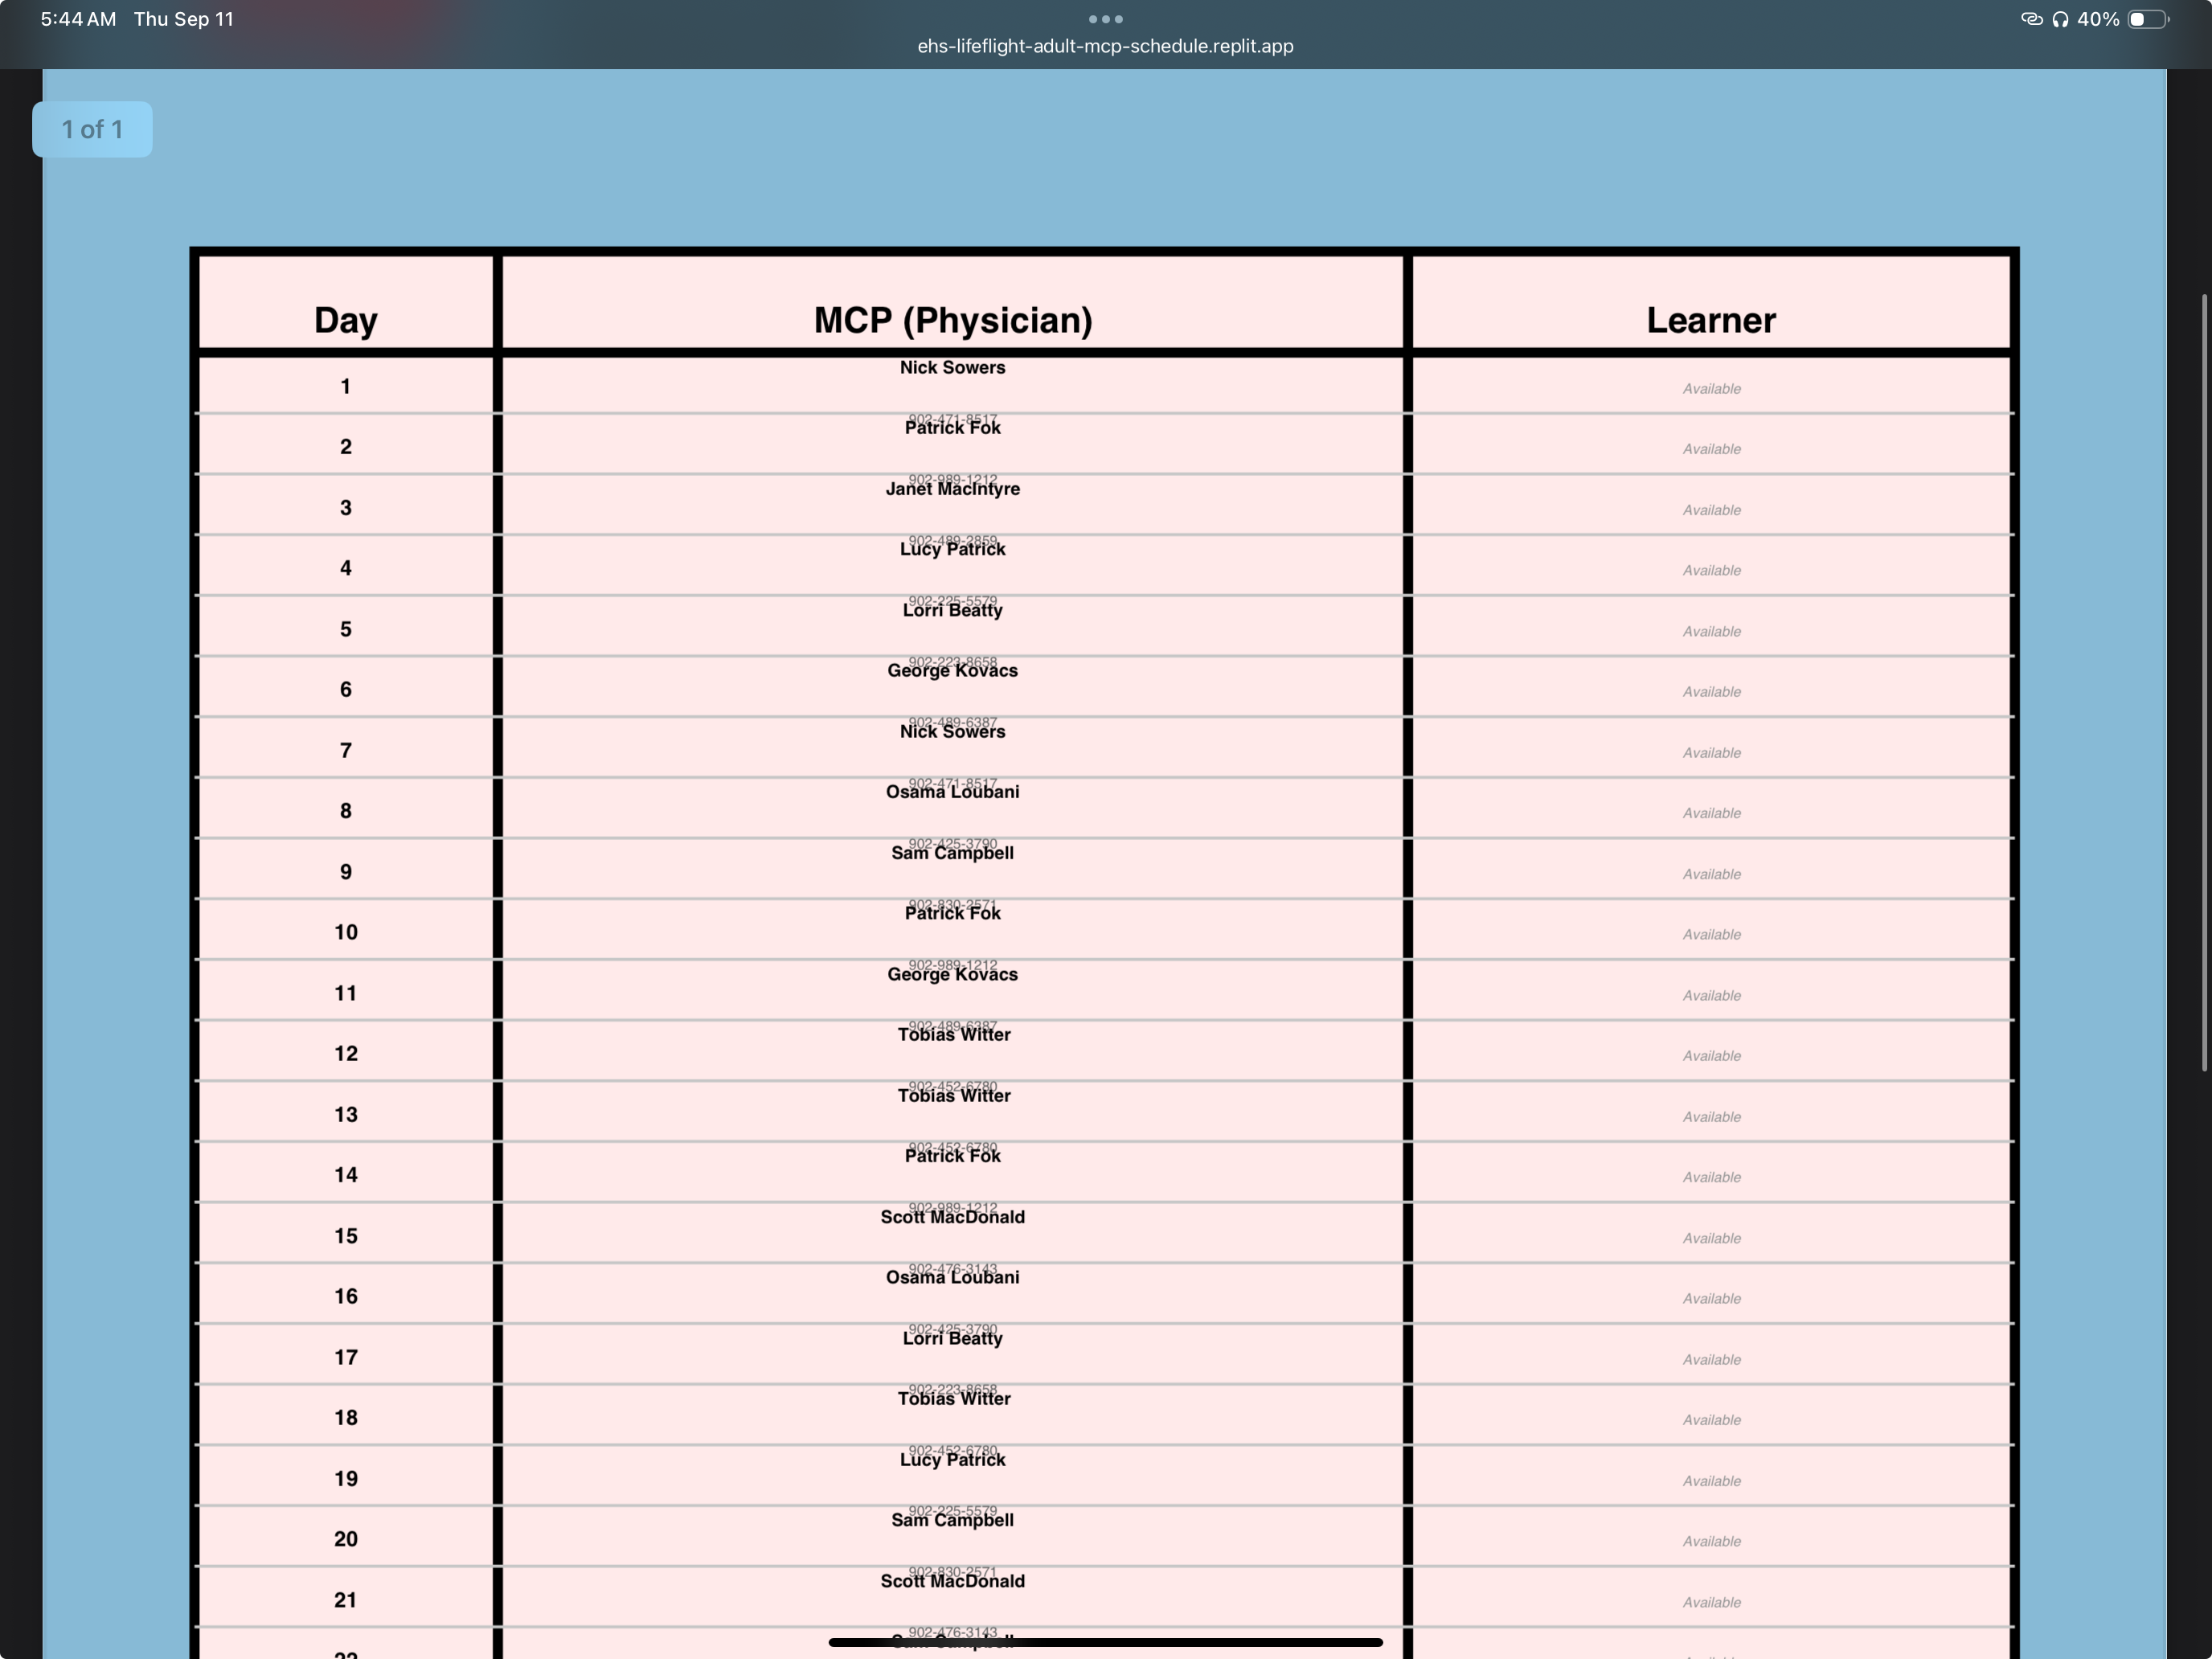 5:44 AM Thu Sep 11
40%
ehs-lifeflight-adult-mcp-schedule.replit.app
1 of 1
Day MCP (Physician) Learner
Nick Sowers
1 Available
902-471-8517
Patrick Fok
2 Available
902-989-1212
Janet MacIntyre
3 Available
902-489-2859
Lucy Patrick
4 Available
902-225-5579
Lorri Beatty
5 Available
902-223-8658
George Kovacs
6 Available
902-489-6387
Nick Sowers
7 Available
902-471-8517
Osama Loubani
8 Available
902-425-3790
Sam Campbell
9 Available
902-830-2571
Patrick Fok
10 Available
902-989-1212
George Kovacs
11 Available
902-489-6387
Tobias Witter
12 Available
902-452-6780
Tobias Witter
13 Available
902-452-6780
Patrick Fok
14 Available
902-989-1212
Scott MacDonald
15 Available
902-476-3143
Osama Loubani
16 Available
902-425-3790
Lorri Beatty
17 Available
902-223-8658
Tobias Witter
18 Available
902-452-6780
Lucy Patrick
19 Available
902-225-5579
Sam Campbell
20 Available
902-830-2571
Scott MacDonald
21 Available
902-476-3143
Sam Campbell